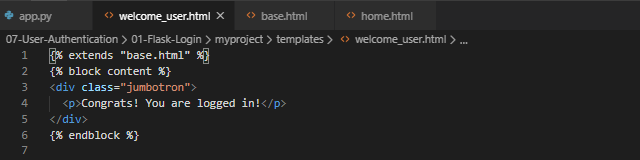 app.py welcome_user.html × base.html home.html
07-User-Authentication > 01-Flask-Login > myproject > templates > <> welcome_user.html > ...
1 {% extends "base.html" %}
2 {% block content %}
3 <div class="jumbotron">
4 <p>Congrats! You are logged in!</p>
5 </div>
6 {% endblock %}
7